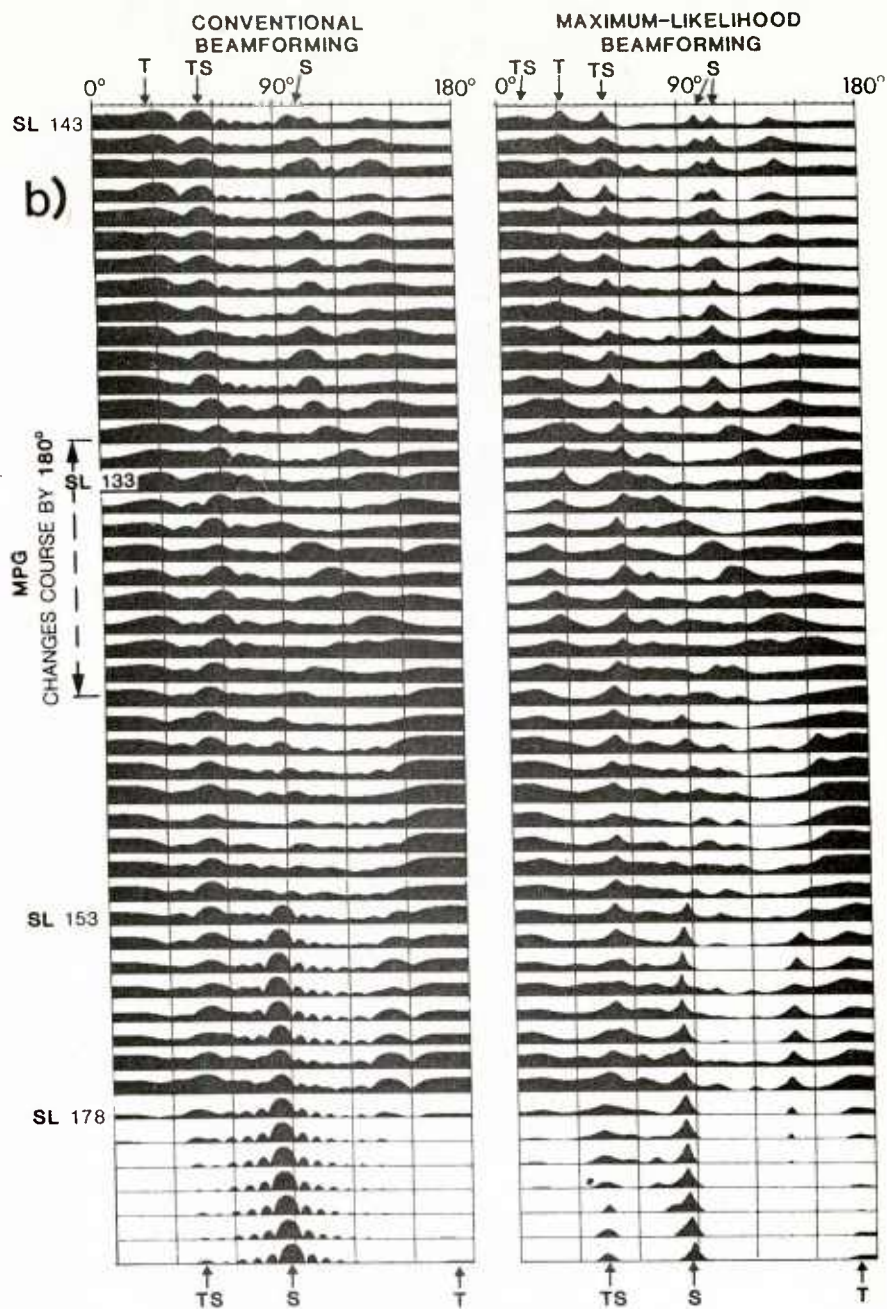 CONVENTIONAL
BEAMFORMING
MAXIMUM-LIKELIHOOD
BEAMFORMING
T TS S
TS T TS S
0° 90° 180°
0° 90° 180°
SL 143
b)
SL 133
MPG
CHANGES COURSE BY 180°
SL 153
SL 178
TS S T
TS S T